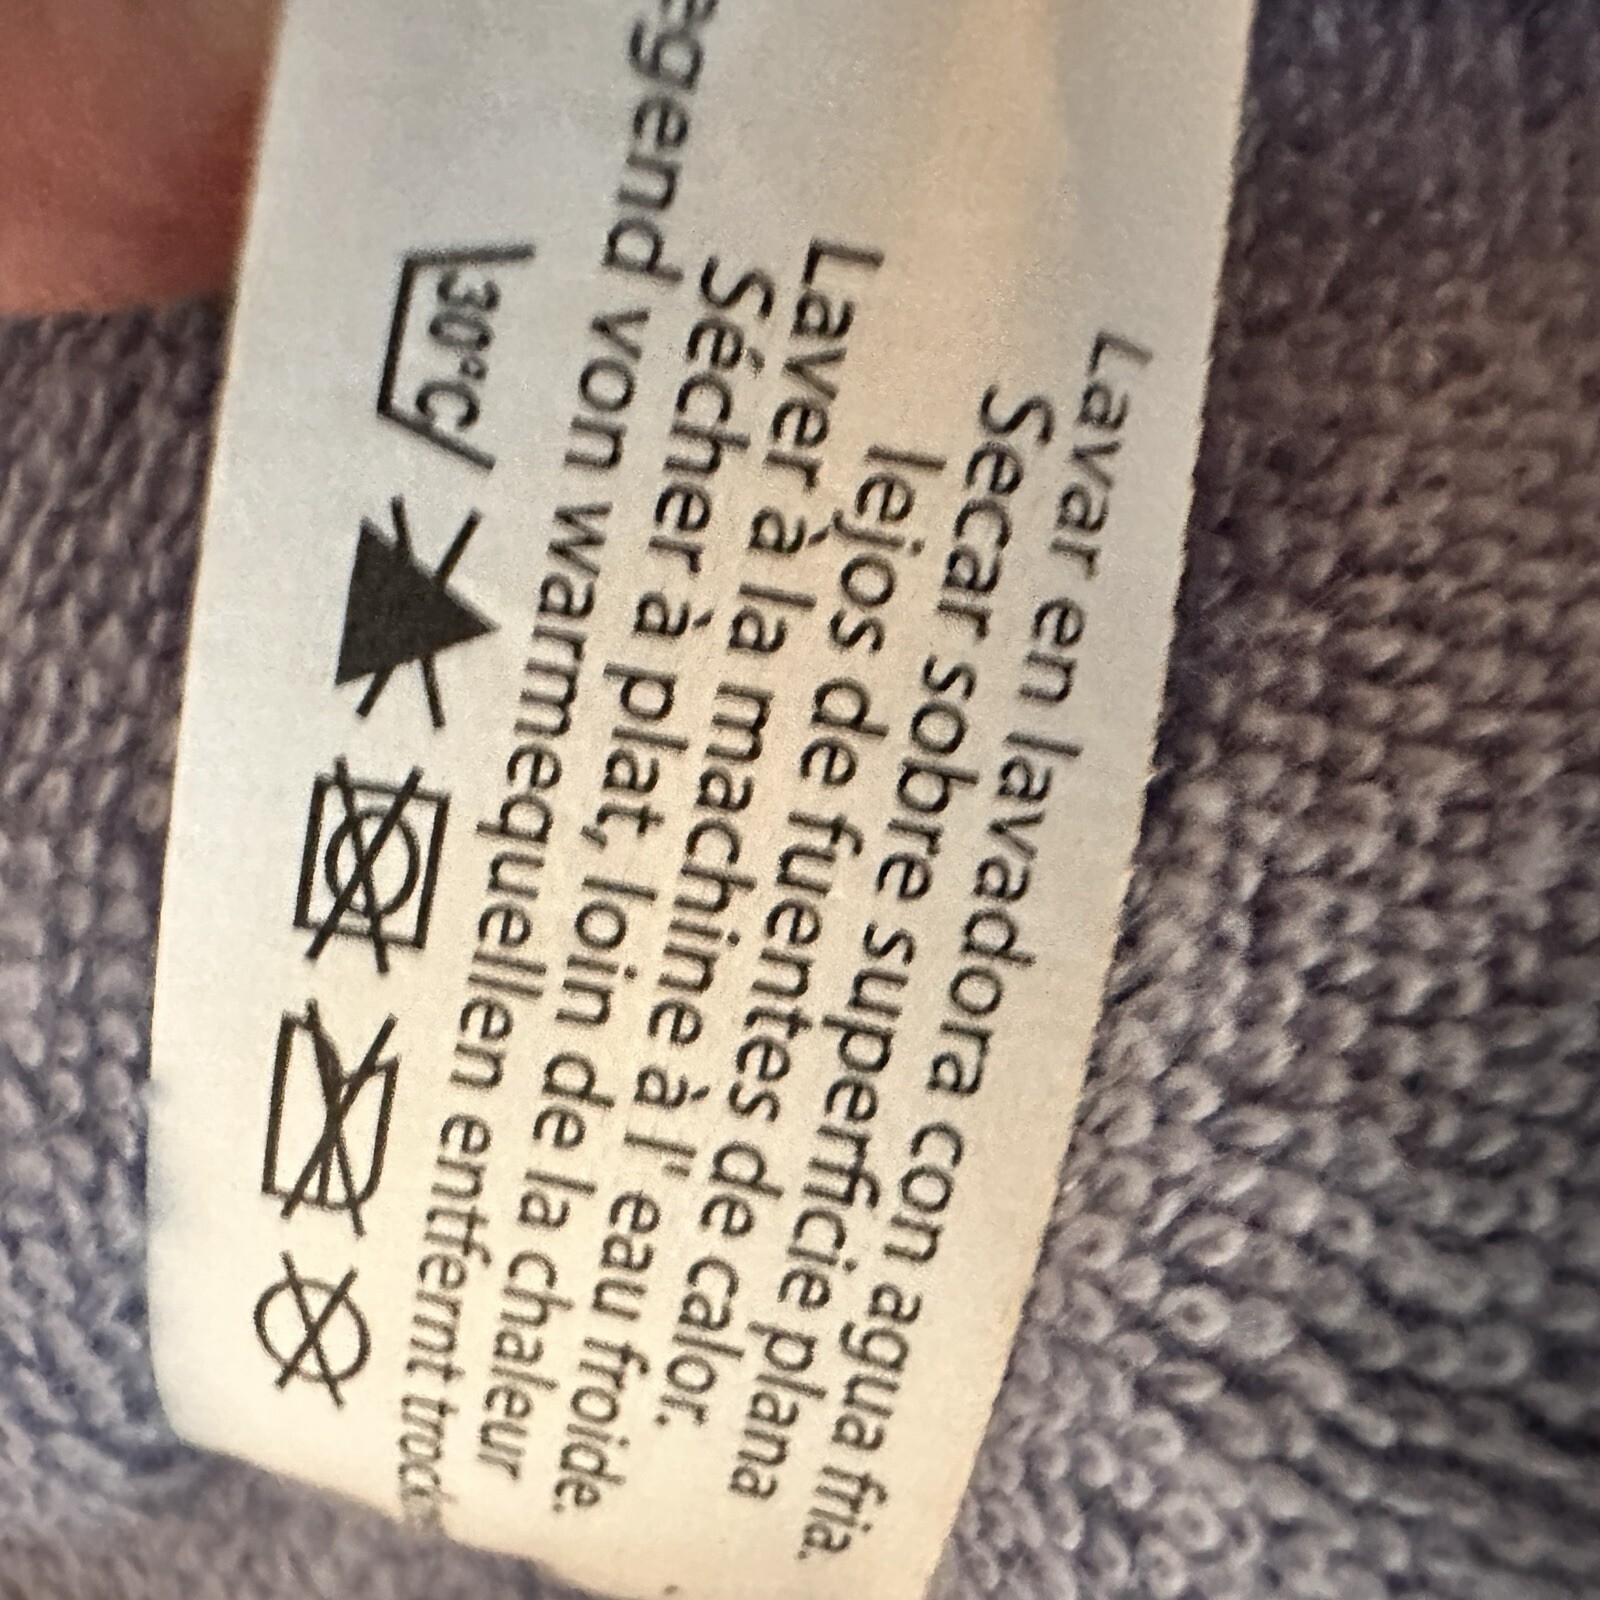 Lavar en lavadora con agua fria.
Secar sobre superficie plana
lejos de fuentes de calor.
Laver à la machine à l' eau froide.
Sécher à plat, loin de la chaleur
egend von warmequellen entfernt
30°C